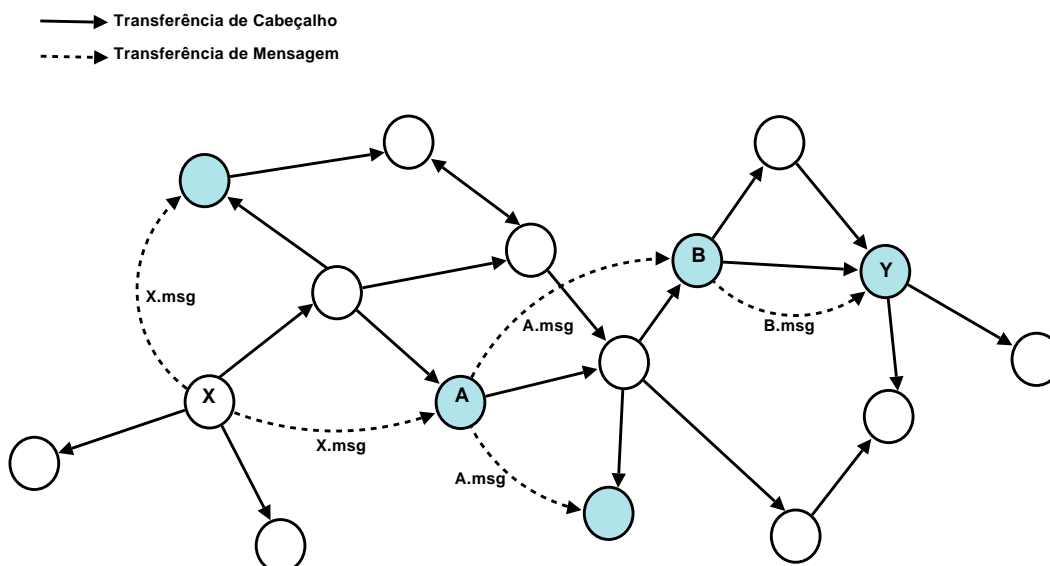 Transferência de Cabeçalho
Transferência de Mensagem
B
Y
X.msg
A.msg
B.msg
X
A
X.msg
A.msg